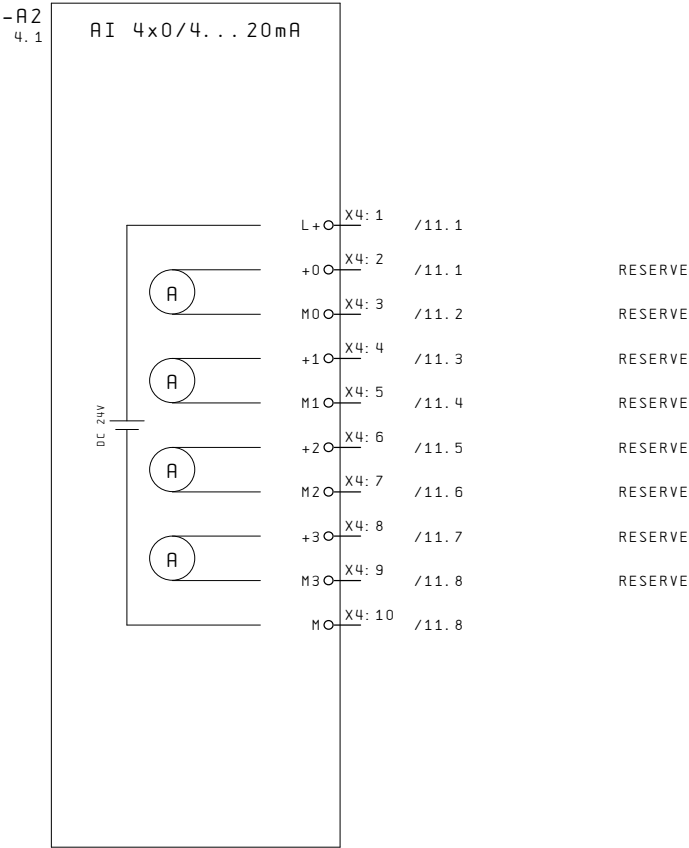 -A2
4.1
AI 4x0/4...20mA
L+ X4:1 /11.1
+0 X4:2 /11.1 RESERVE
A
M0 X4:3 /11.2 RESERVE
+1 X4:4 /11.3 RESERVE
A
M1 X4:5 /11.4 RESERVE
DC 24V
+2 X4:6 /11.5 RESERVE
A
M2 X4:7 /11.6 RESERVE
+3 X4:8 /11.7 RESERVE
A
M3 X4:9 /11.8 RESERVE
M X4:10 /11.8